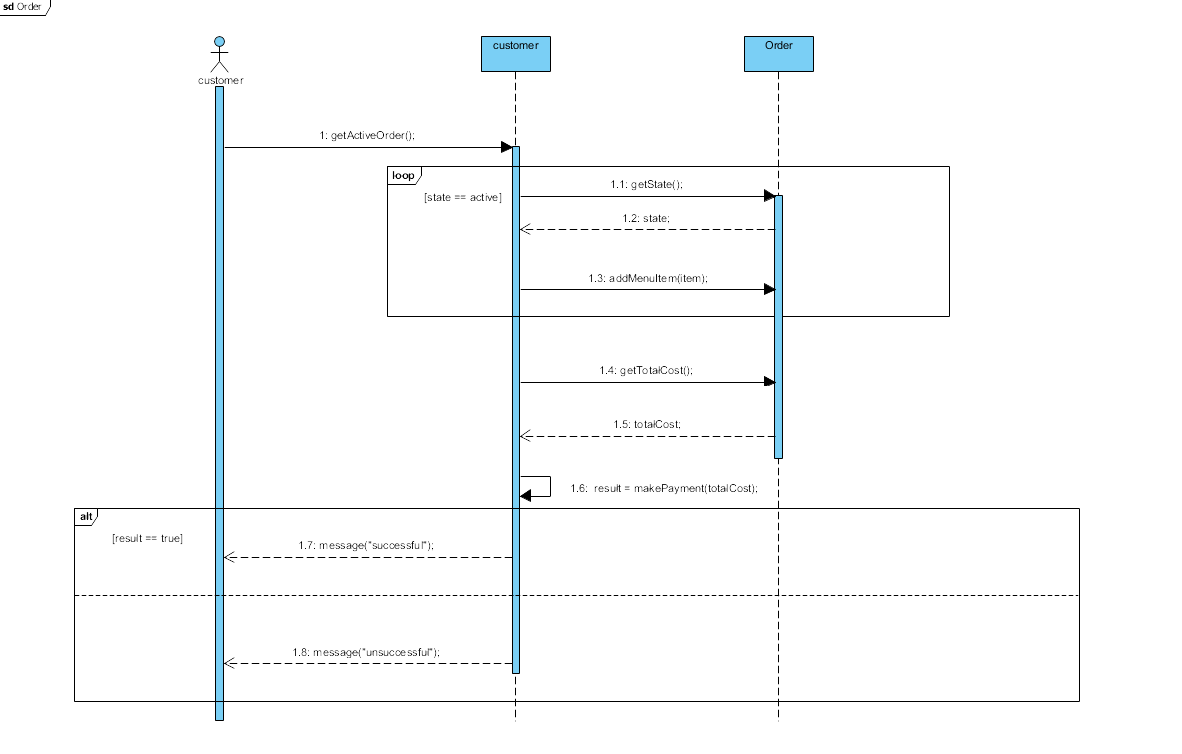 sd Order
customer
Order
customer
1: getActiveOrder();
loop
1.1: getState();
[state == active]
1.2: state;
1.3: addMenuItem(item);
1.4: getTotalCost();
1.5: totalCost;
1.6: result = makePayment(totalCost);
alt
[result == true]
1.7: message("successful");
1.8: message("unsuccessful");